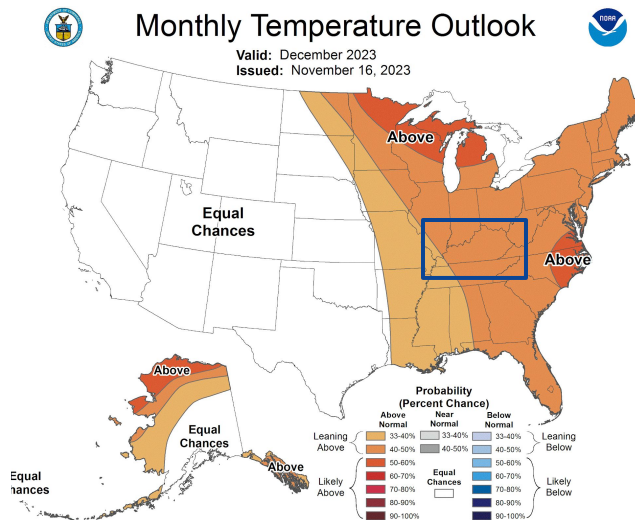 Monthly Temperature Outlook
NOAA
Valid: December 2023
Issued: November 16, 2023
Above
Equal
Chances
Above
Above
Equal
Chances
Above
Equal
hances
Probability
(Percent Chance)
Above
Normal
Near
Normal
Below
Normal
Leaning
Above
33-40%
33-40%
33-40%
Leaning
Below
40-50%
40-50%
40-50%
Likely
Above
50-60%
50-60%
Likely
Below
60-70%
Equal
Chances
60-70%
70-80%
70-80%
80-90%
80-90%
90-100%
90-100%